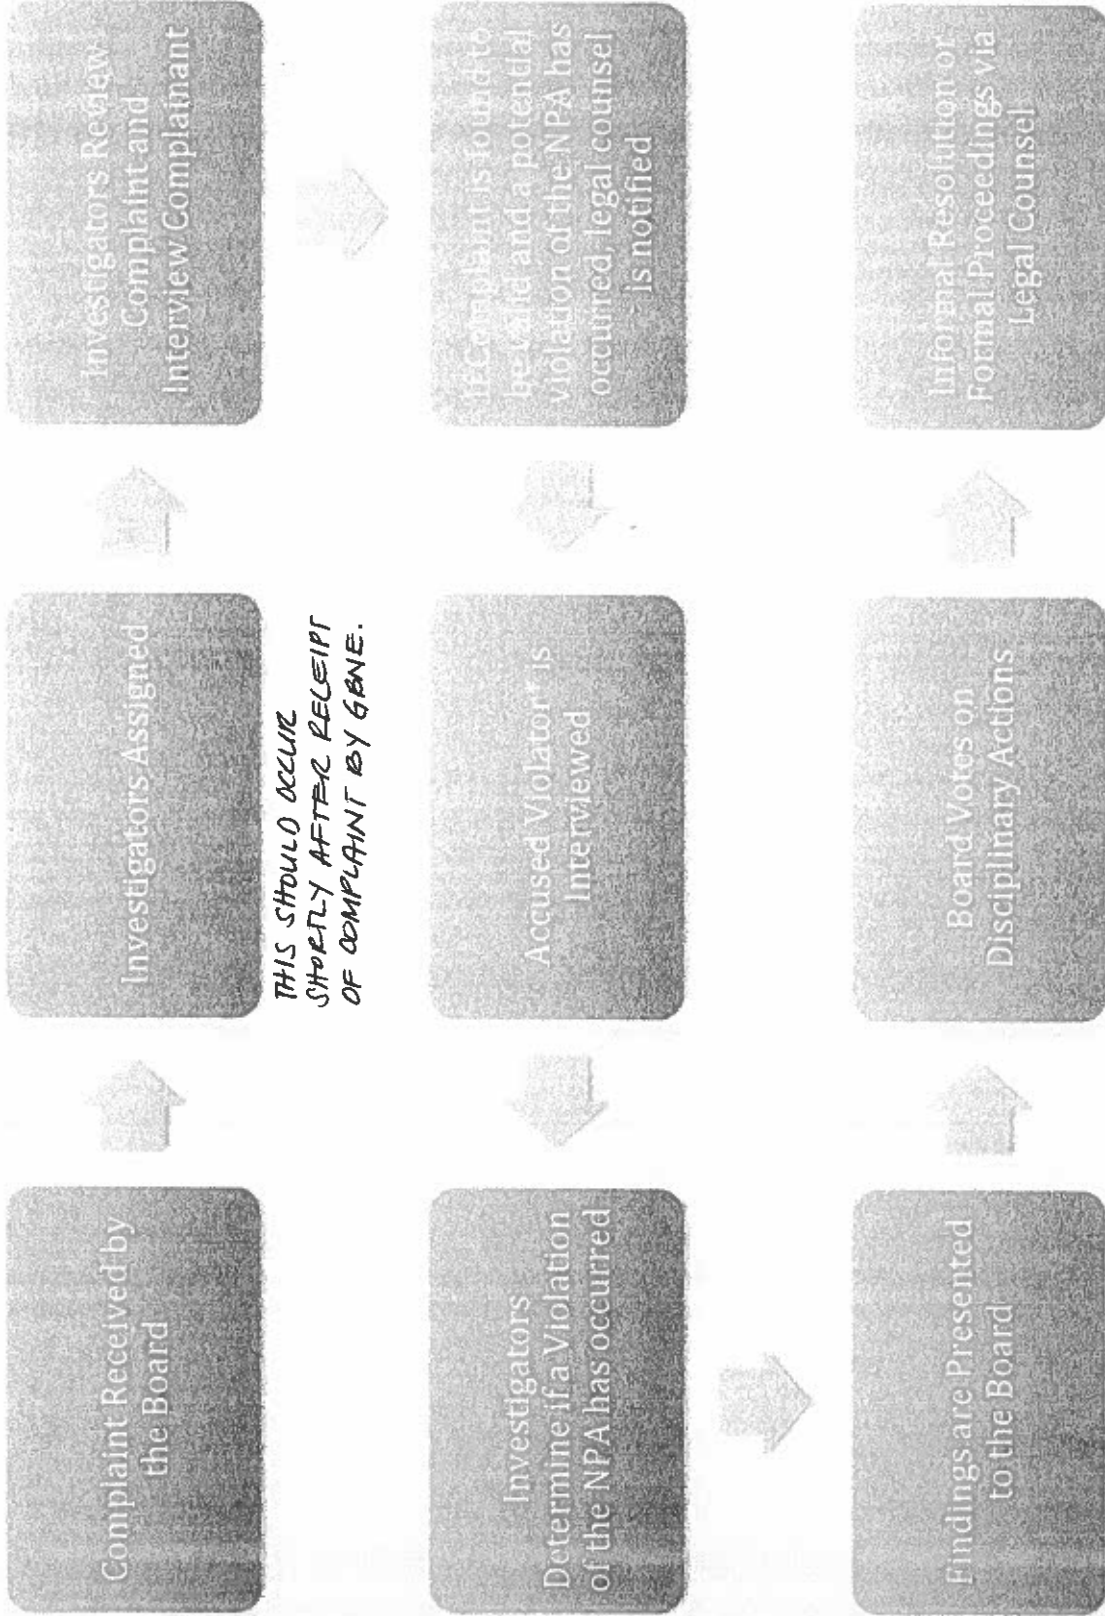 Complaint Received by
the Board
Investigators Assigned
THIS SHOULD OCCUR
SHORTLY AFTER RECEIPT
OF COMPLAINT BY GBNE.
Investigators Review
Complaint and
Interview Complainant
If Complaint is found to
be valid and a potential
violation of the NPA has
occurred, legal counsel
is notified
Accused Violator is
Interviewed
Investigators
Determine if a Violation
of the NPA has occurred
Findings are Presented
to the Board
Board Votes on
Disciplinary Actions
Informal Resolution or
Formal Proceedings via
Legal Counsel